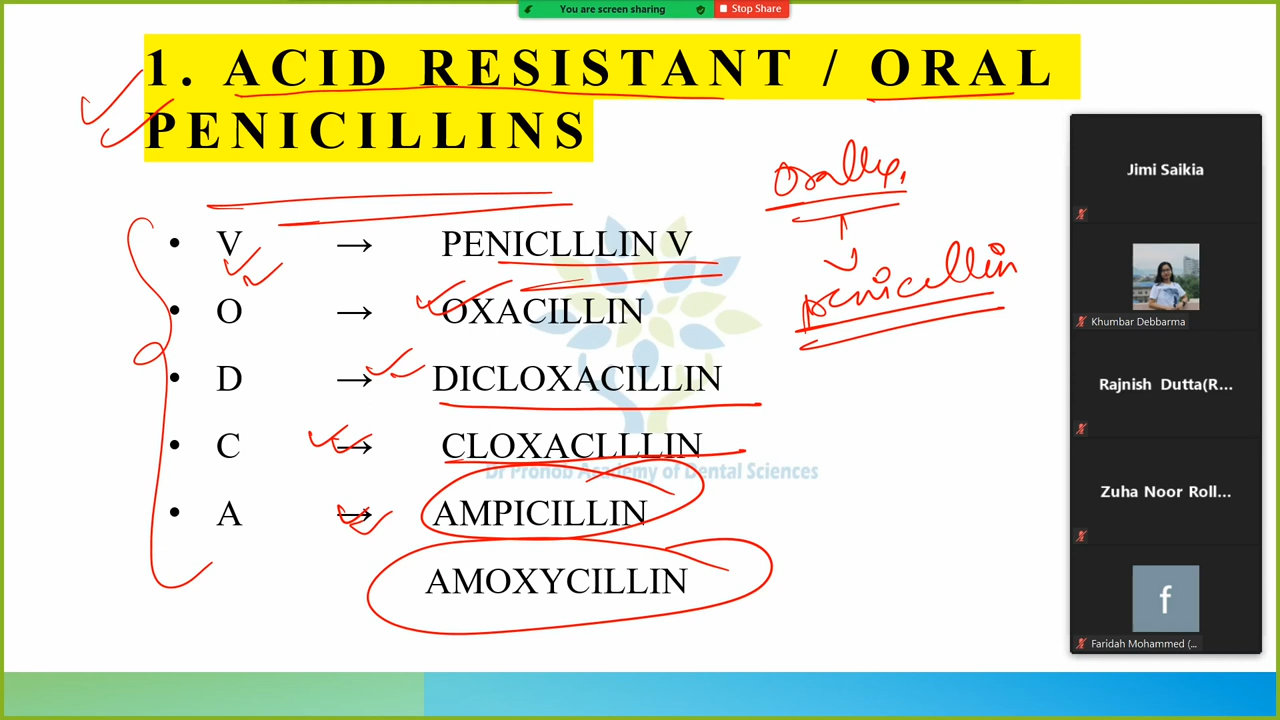 You are screen sharing Stop Share
1. ACID RESISTANT / ORAL
PENICILLINS
Orally.
penicillin
• V → PENICLLLIN V
• O → OXACILLIN
• D → DICLOXACILLIN
• C → CLOXACLLLIN
Dr Pronob Academy of Dental Sciences
• A → AMPICILLIN
AMOXYCILLIN
Jimi Saikia
Khumbar Debbarma
Rajnish Dutta(R...
Zuha Noor Roll...
f
Faridah Mohammed (...